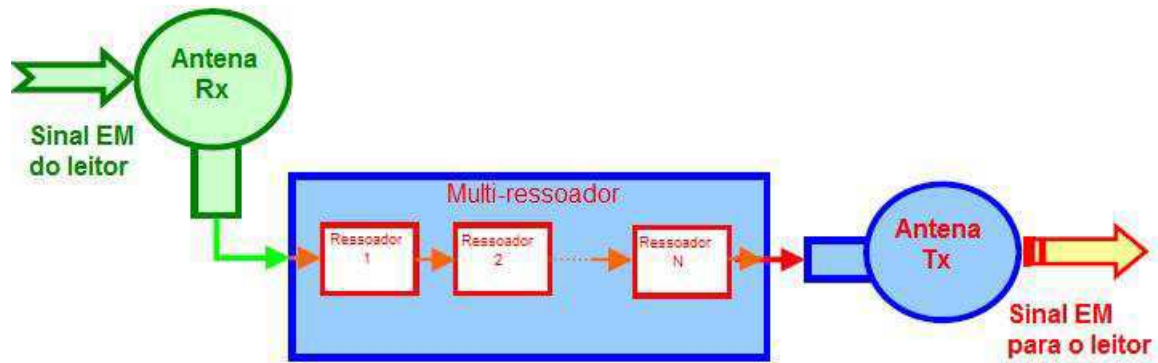 Antena
Rx
Sinal EM
do leitor
Multi-ressoador
Ressoador
1
Ressoador
2
Ressoador
N
Antena
Tx
Sinal EM
para o leitor